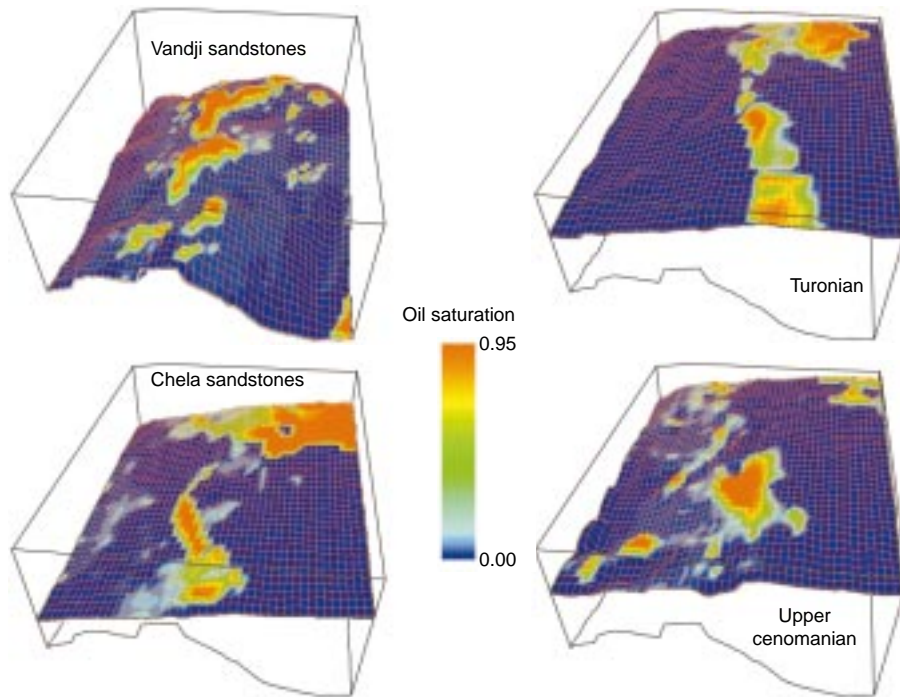 Vandji sandstones
Turonian
Oil saturation
0.95
0.00
Chela sandstones
Upper
cenomanian